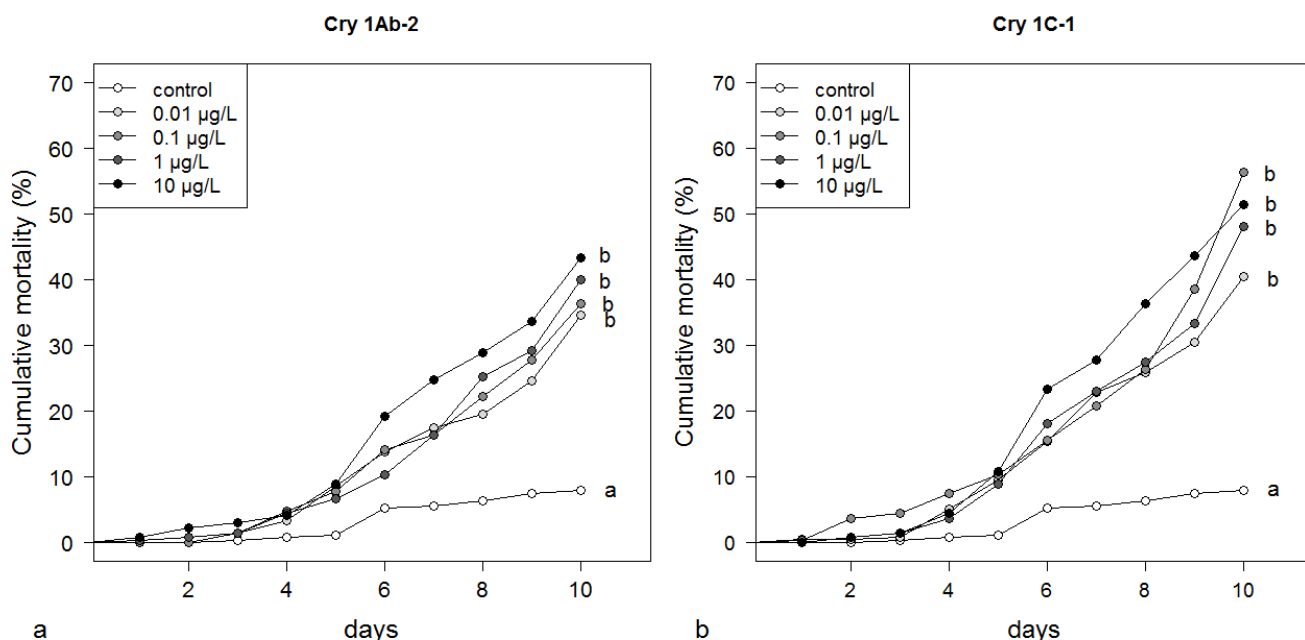 Cry 1Ab-2
Cumulative mortality (%)
70
60
50
40
30
20
10
0
control
0.01 µg/L
0.1 µg/L
1 µg/L
10 µg/L
b
b
b
b
a
2 4 6 8 10
days
a
Cry 1C-1
Cumulative mortality (%)
70
60
50
40
30
20
10
0
control
0.01 µg/L
0.1 µg/L
1 µg/L
10 µg/L
b
b
b
b
a
2 4 6 8 10
days
b